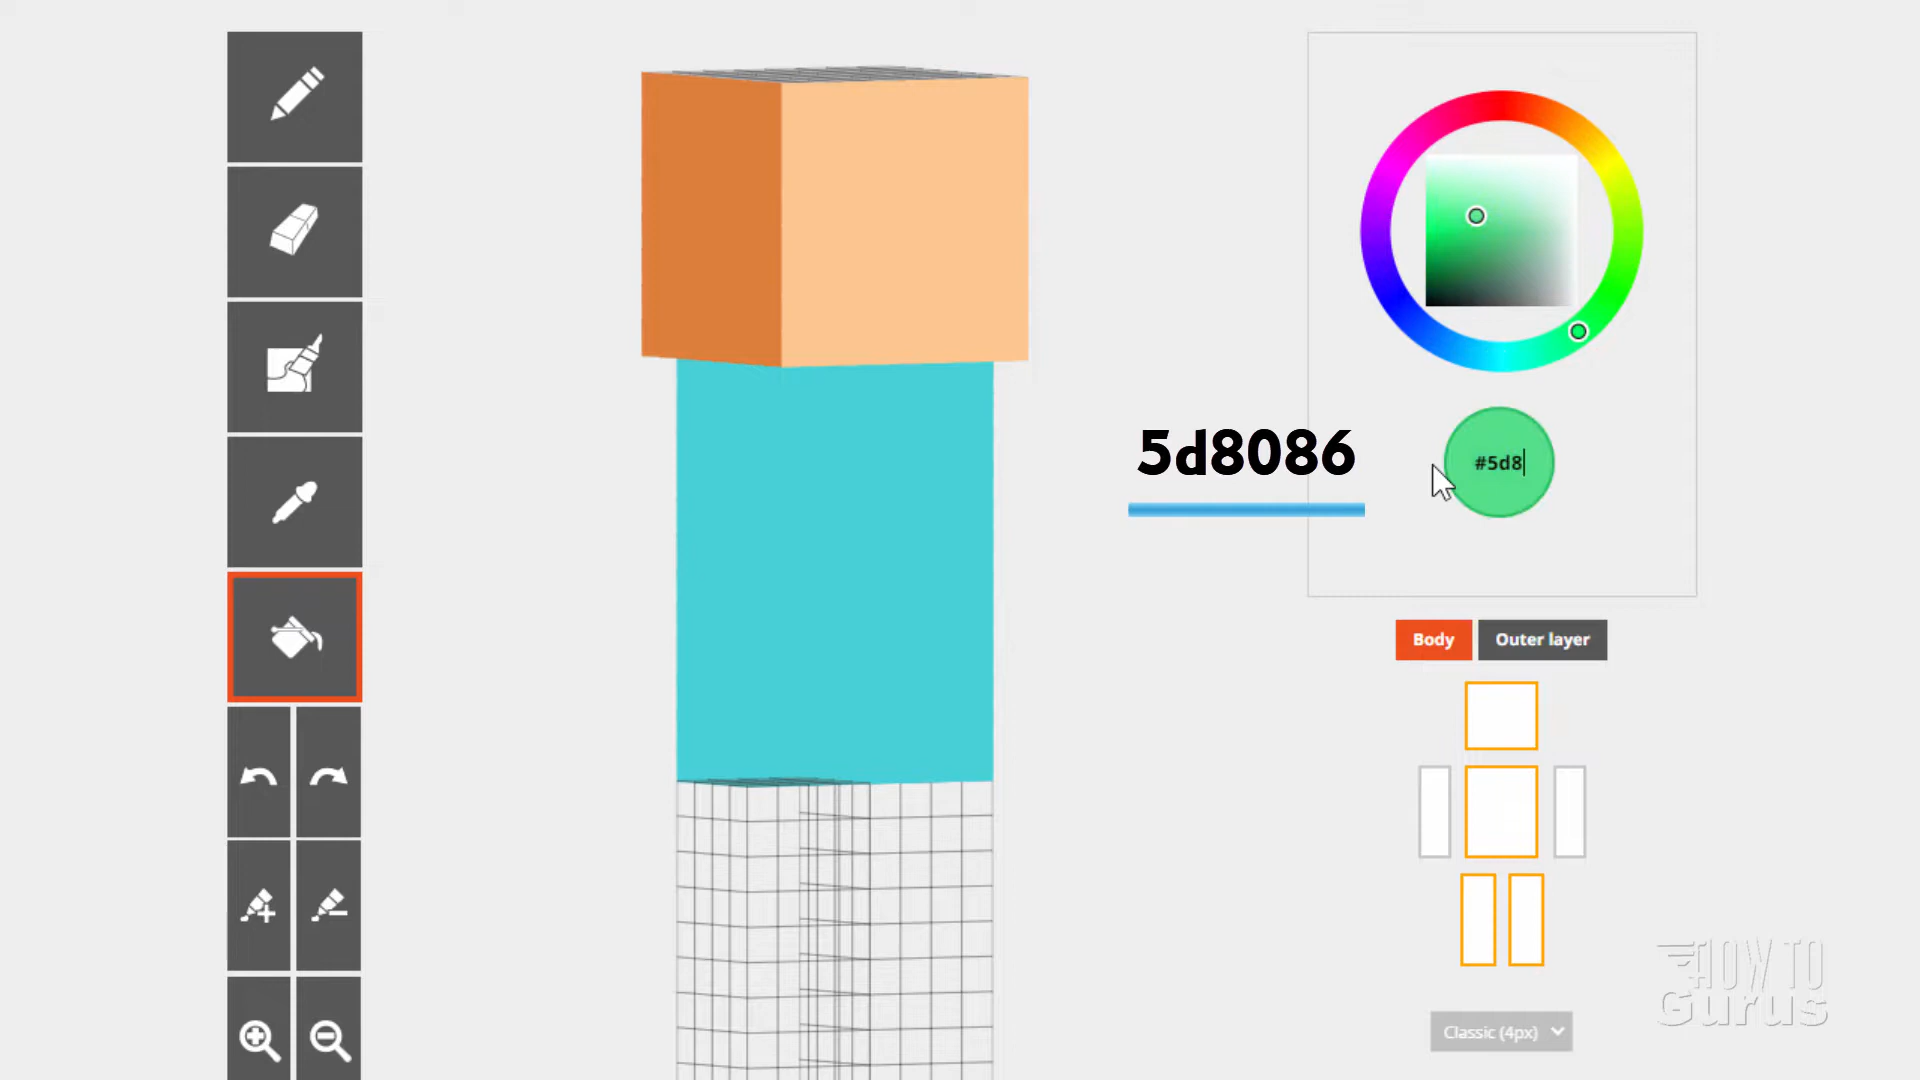 5d8086
#5d8
Body
Outer layer
Classic (4px)
HOW TO
Gurus